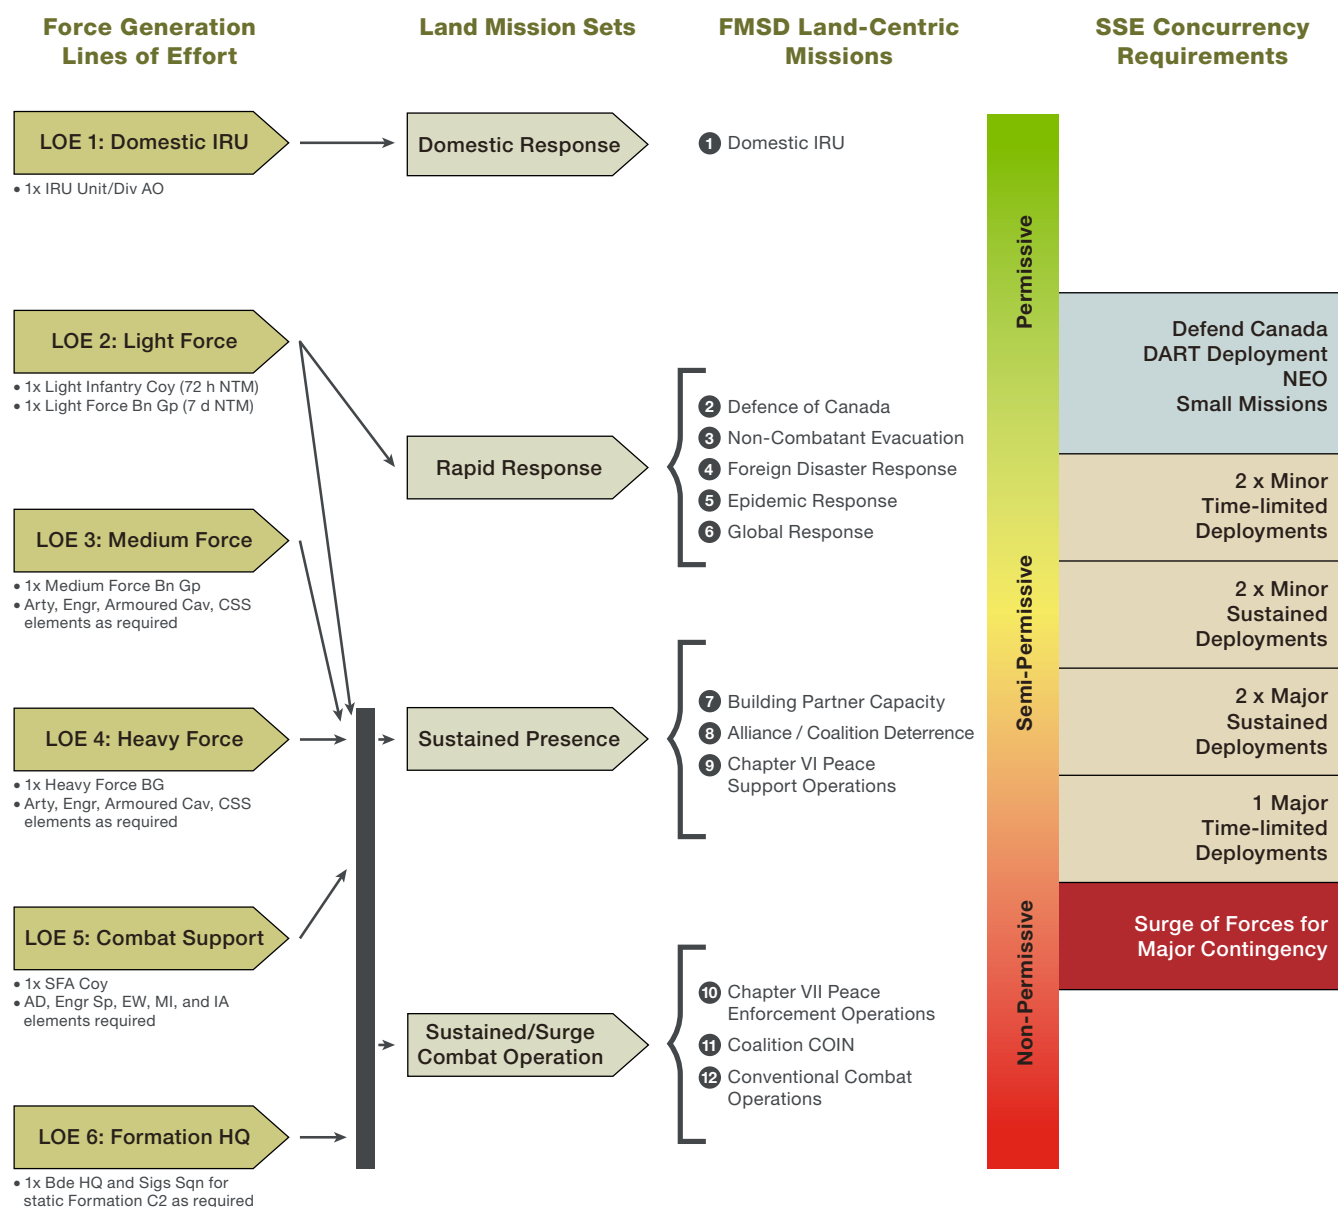 Force Generation
Lines of Effort
LOE 1: Domestic IRU
• 1x IRU Unit/Div AO
LOE 2: Light Force
• 1x Light Infantry Coy (72 h NTM)
• 1x Light Force Bn Gp (7 d NTM)
LOE 3: Medium Force
• 1x Medium Force Bn Gp
• Arty, Engr, Armoured Cav, CSS
elements as required
LOE 4: Heavy Force
• 1x Heavy Force BG
• Arty, Engr, Armoured Cav, CSS
elements as required
LOE 5: Combat Support
• 1x SFA Coy
• AD, Engr Sp, EW, MI, and IA
elements required
LOE 6: Formation HQ
• 1x Bde HQ and Sigs Sqn for
static Formation C2 as required
Land Mission Sets
Domestic Response
Rapid Response
Sustained Presence
Sustained/Surge
Combat Operation
FMSD Land-Centric
Missions
1 Domestic IRU
2 Defence of Canada
3 Non-Combatant Evacuation
4 Foreign Disaster Response
5 Epidemic Response
6 Global Response
7 Building Partner Capacity
8 Alliance / Coalition Deterrence
9 Chapter VI Peace
Support Operations
10 Chapter VII Peace
Enforcement Operations
11 Coalition COIN
12 Conventional Combat
Operations
Permissive
Semi-Permissive
Non-Permissive
SSE Concurrency
Requirements
Defend Canada
DART Deployment
NEO
Small Missions
2 x Minor
Time-limited
Deployments
2 x Minor
Sustained
Deployments
2 x Major
Sustained
Deployments
1 Major
Time-limited
Deployments
Surge of Forces for
Major Contingency